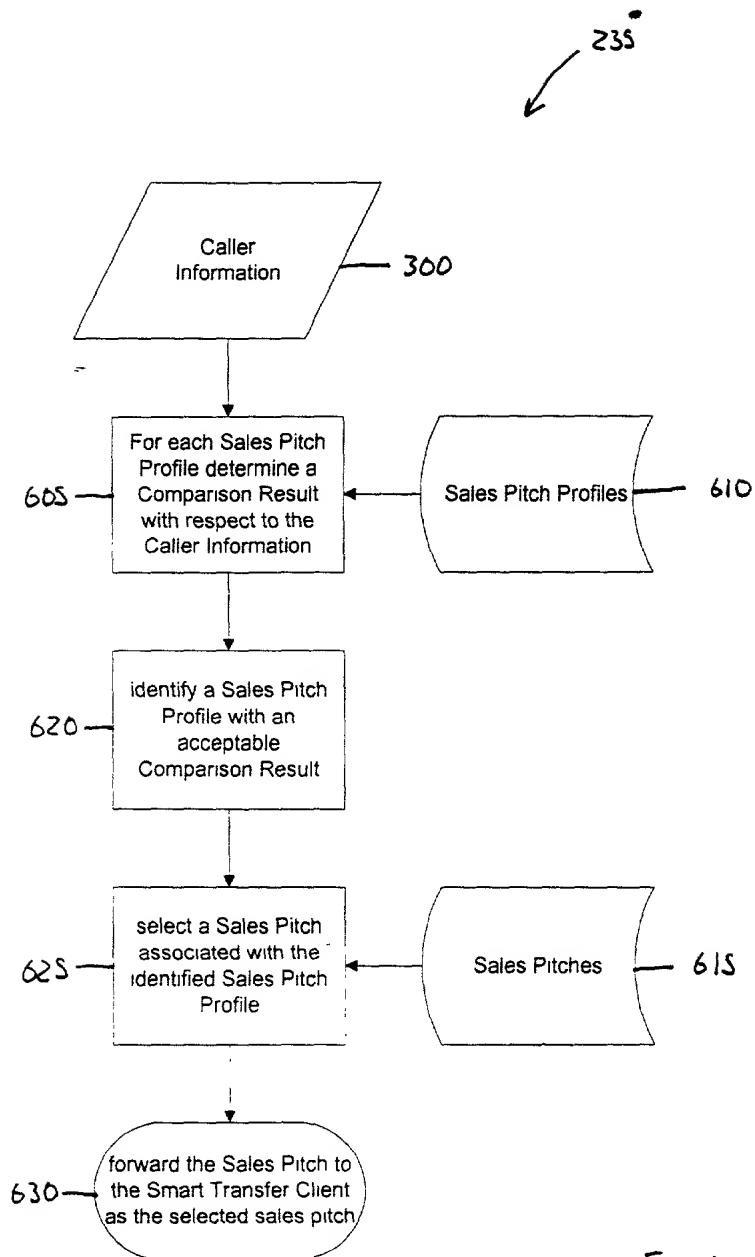 235
Caller
Information
300
For each Sales Pitch
Profile determine a
Comparison Result
with respect to the
Caller Information
605
Sales Pitch Profiles
610
identify a Sales Pitch
Profile with an
acceptable
Comparison Result
620
select a Sales Pitch
associated with the
identified Sales Pitch
Profile
625
Sales Pitches
615
forward the Sales Pitch to
the Smart Transfer Client
as the selected sales pitch
630